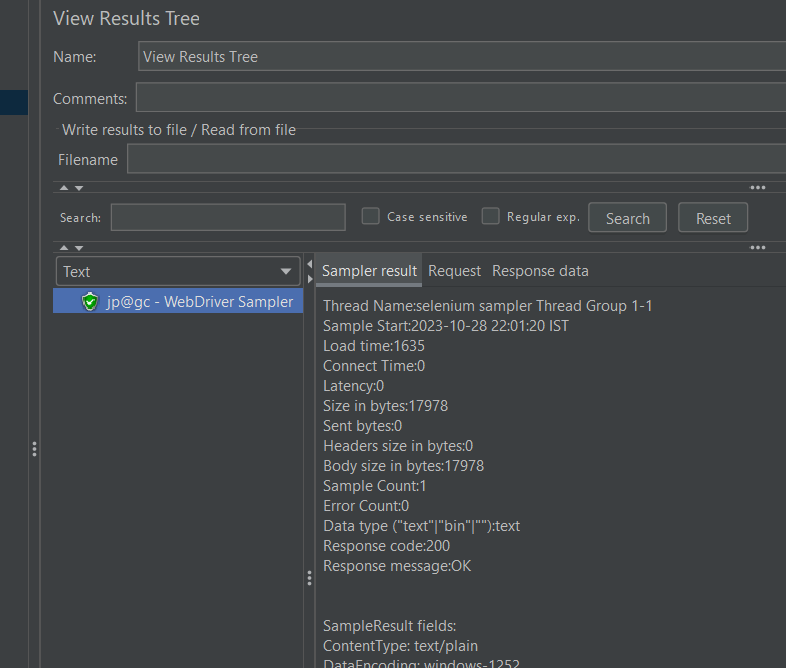 View Results Tree
Name: View Results Tree
Comments:
Write results to file / Read from file
Filename
Search: Case sensitive Regular exp. Search Reset
Text
Sampler result Request Response data
jp@gc - WebDriver Sampler
Thread Name:selenium sampler Thread Group 1-1
Sample Start:2023-10-28 22:01:20 IST
Load time:1635
Connect Time:0
Latency:0
Size in bytes:17978
Sent bytes:0
Headers size in bytes:0
Body size in bytes:17978
Sample Count:1
Error Count:0
Data type ("text"|"bin"|""):text
Response code:200
Response message:OK
SampleResult fields:
ContentType: text/plain
DataEncoding: windows-1252